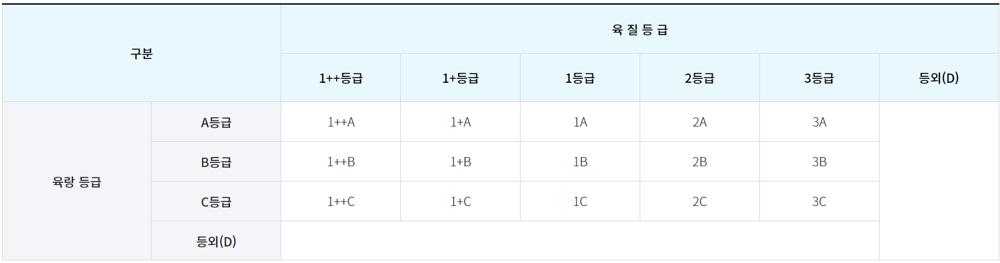 구분
육 질 등 급
1++등급 1+등급 1등급 2등급 3등급 등외(D)
육량 등급
A등급 1++A 1+A 1A 2A 3A
B등급 1++B 1+B 1B 2B 3B
C등급 1++C 1+C 1C 2C 3C
등외(D)